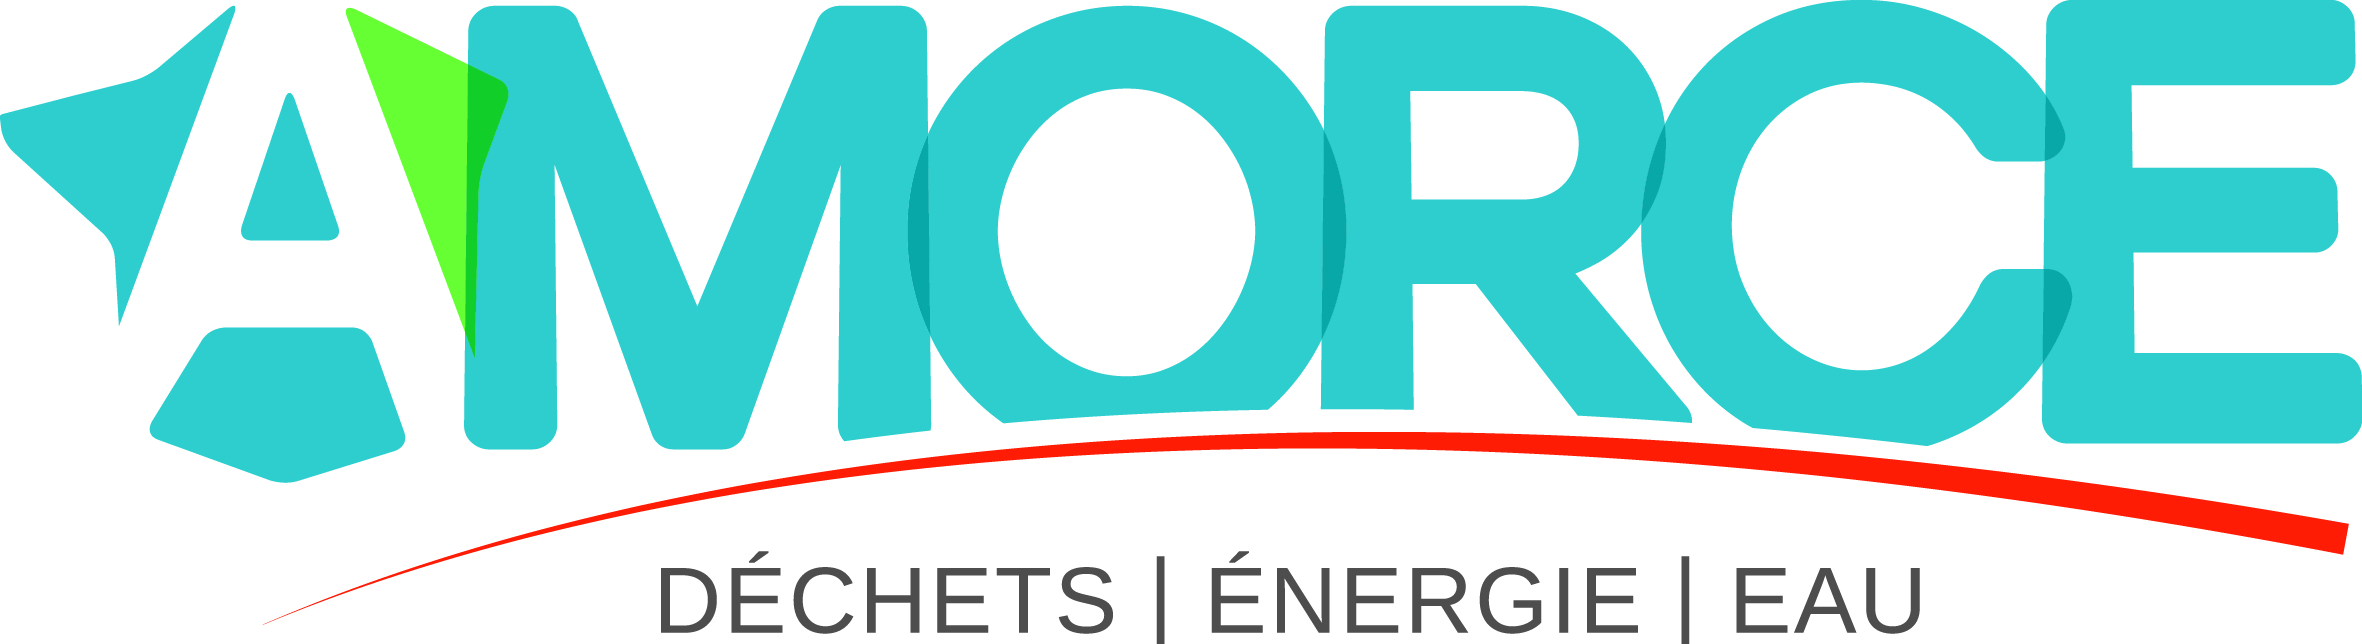 AMORCE
DÉCHETS | ÉNERGIE | EAU